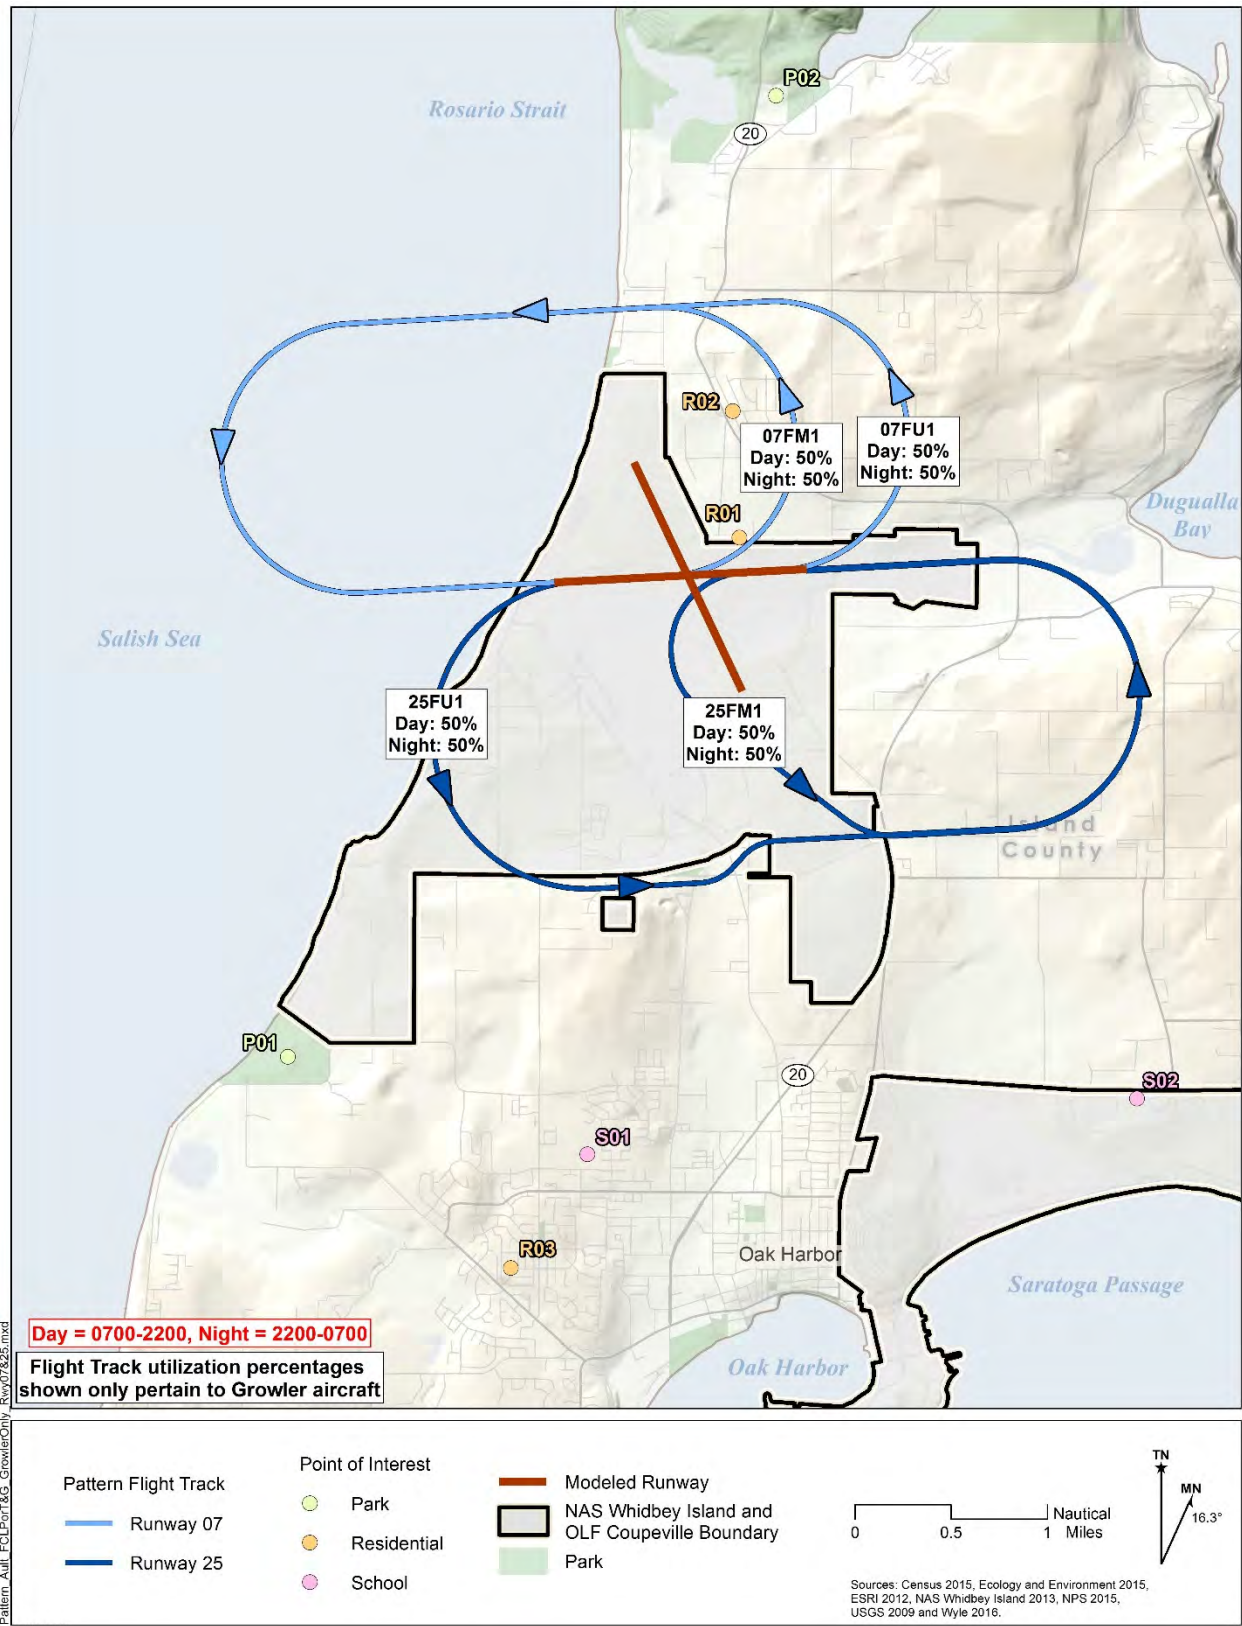 P02
Rosario Strait
20
R02
07FM1
Day: 50%
Night: 50%
07FU1
Day: 50%
Night: 50%
R01
Dugualla
Bay
Salish Sea
25FU1
Day: 50%
Night: 50%
25FM1
Day: 50%
Night: 50%
Island
County
P01
20
S02
S01
R03
Oak Harbor
Saratoga Passage
Oak Harbor
Day = 0700-2200, Night = 2200-0700
Flight Track utilization percentages
shown only pertain to Growler aircraft
Pattern_Ault_FCLPorT&G_GrowlerOnly_Rwy07&25.mxd
Pattern Flight Track
Runway 07
Runway 25
Point of Interest
Park
Residential
School
Modeled Runway
NAS Whidbey Island and
OLF Coupeville Boundary
Park
0 0.5 1 Nautical
Miles
TN
MN
16.3°
Sources: Census 2015, Ecology and Environment 2015,
ESRI 2012, NAS Whidbey Island 2013, NPS 2015,
USGS 2009 and Wyle 2016.